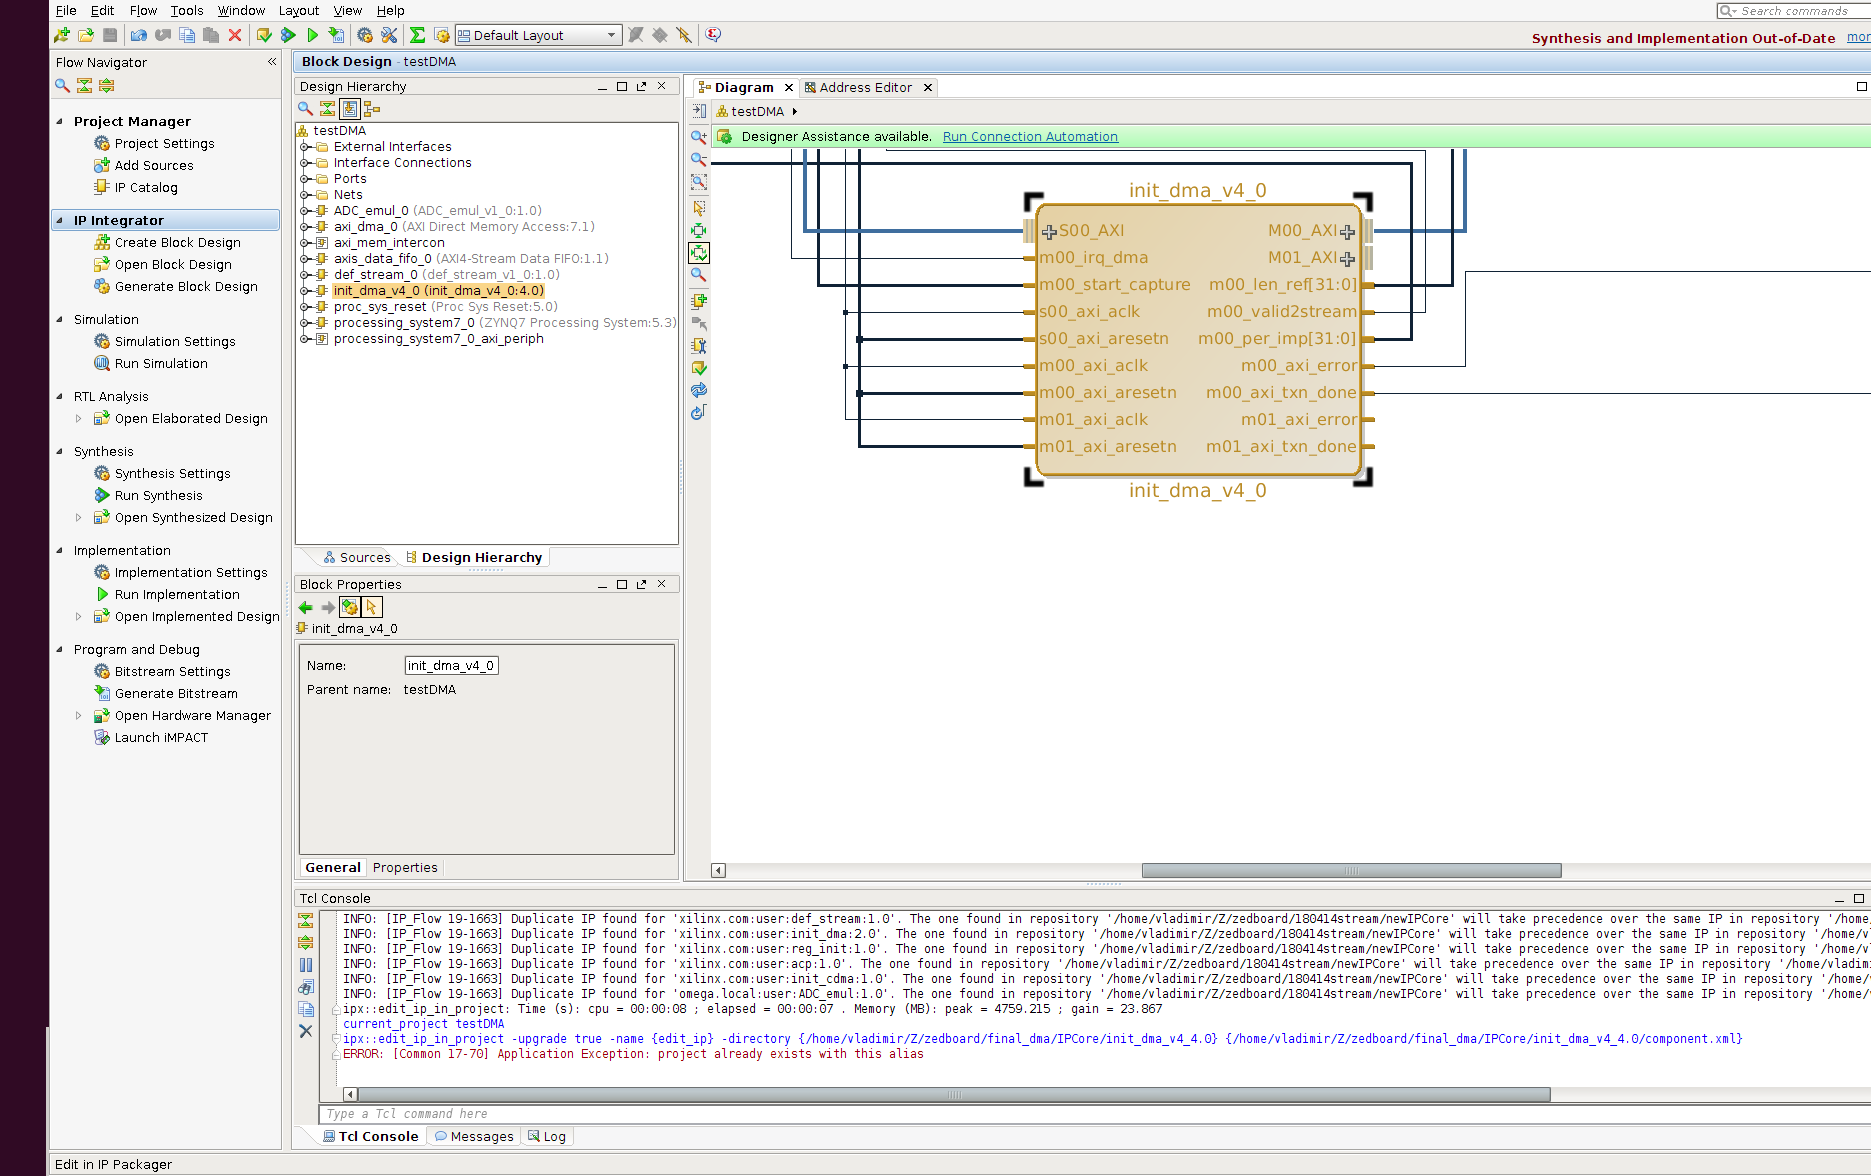 File Edit Flow Tools Window Layout View Help
Search commands
Default Layout
Synthesis and Implementation Out-of-Date
Flow Navigator
Project Manager
Project Settings
Add Sources
IP Catalog
IP Integrator
Create Block Design
Open Block Design
Generate Block Design
Simulation
Simulation Settings
Run Simulation
RTL Analysis
Open Elaborated Design
Synthesis
Synthesis Settings
Run Synthesis
Open Synthesized Design
Implementation
Implementation Settings
Run Implementation
Open Implemented Design
Program and Debug
Bitstream Settings
Generate Bitstream
Open Hardware Manager
Launch iMPACT
Block Design - testDMA
Design Hierarchy
testDMA
External Interfaces
Interface Connections
Ports
Nets
ADC_emul_0 (ADC_emul_v1_0:1.0)
axi_dma_0 (AXI Direct Memory Access:7.1)
axi_mem_intercon
axis_data_fifo_0 (AXI4-Stream Data FIFO:1.1)
def_stream_0 (def_stream_v1_0:1.0)
init_dma_v4_0 (init_dma_v4_0:4.0)
proc_sys_reset (Proc Sys Reset:5.0)
processing_system7_0 (ZYNQ7 Processing System:5.3)
processing_system7_0_axi_periph
Sources Design Hierarchy
Block Properties
init_dma_v4_0
Name: init_dma_v4_0
Parent name: testDMA
General Properties
Diagram Address Editor
testDMA
Designer Assistance available. Run Connection Automation
init_dma_v4_0
S00_AXI M00_AXI
m00_irq_dma M01_AXI
m00_start_capture m00_len_ref[31:0]
s00_axi_aclk m00_valid2stream
s00_axi_aresetn m00_per_imp[31:0]
m00_axi_aclk m00_axi_error
m00_axi_aresetn m00_axi_txn_done
m01_axi_aclk m01_axi_error
m01_axi_aresetn m01_axi_txn_done
init_dma_v4_0
Tcl Console
INFO: [IP_Flow 19-1663] Duplicate IP found for 'xilinx.com:user:def_stream:1.0'. The one found in repository '/home/vladimir/Z/zedboard/180414stream/newIPCore' will take precedence over the same IP in repository '/home,
INFO: [IP_Flow 19-1663] Duplicate IP found for 'xilinx.com:user:init_dma:2.0'. The one found in repository '/home/vladimir/Z/zedboard/180414stream/newIPCore' will take precedence over the same IP in repository '/home/v
INFO: [IP_Flow 19-1663] Duplicate IP found for 'xilinx.com:user:reg_init:1.0'. The one found in repository '/home/vladimir/Z/zedboard/180414stream/newIPCore' will take precedence over the same IP in repository '/home/v
INFO: [IP_Flow 19-1663] Duplicate IP found for 'xilinx.com:user:acp:1.0'. The one found in repository '/home/vladimir/Z/zedboard/180414stream/newIPCore' will take precedence over the same IP in repository '/home/vladimi
INFO: [IP_Flow 19-1663] Duplicate IP found for 'xilinx.com:user:init_cdma:1.0'. The one found in repository '/home/vladimir/Z/zedboard/180414stream/newIPCore' will take precedence over the same IP in repository '/home/
INFO: [IP_Flow 19-1663] Duplicate IP found for 'omega.local:user:ADC_emul:1.0'. The one found in repository '/home/vladimir/Z/zedboard/180414stream/newIPCore' will take precedence over the same IP in repository '/home/v
ipx::edit_ip_in_project: Time (s): cpu = 00:00:08 ; elapsed = 00:00:07 . Memory (MB): peak = 4759.215 ; gain = 23.867
current_project testDMA
ipx::edit_ip_in_project -upgrade true -name {edit_ip} -directory {/home/vladimir/Z/zedboard/final_dma/IPCore/init_dma_v4_4.0} {/home/vladimir/Z/zedboard/final_dma/IPCore/init_dma_v4_4.0/component.xml}
ERROR: [Common 17-70] Application Exception: project already exists with this alias
Type a Tcl command here
Tcl Console Messages Log
Edit in IP Packager